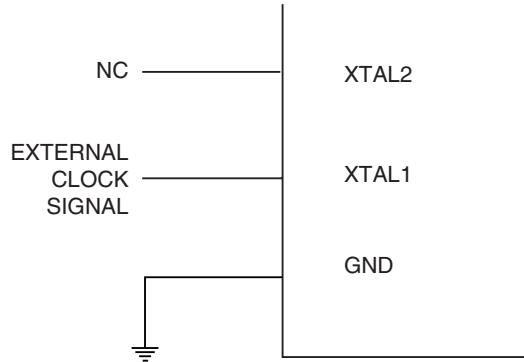 NC
XTAL2
EXTERNAL
CLOCK
SIGNAL
XTAL1
GND